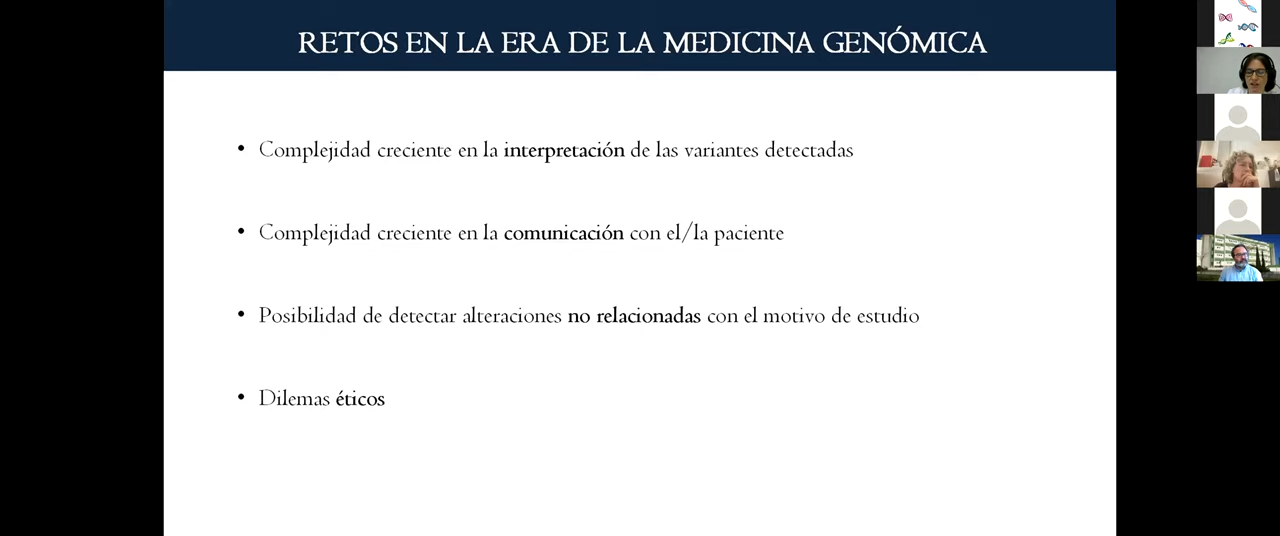 RETOS EN LA ERA DE LA MEDICINA GENÓMICA
• Complejidad creciente en la interpretación de las variantes detectadas
• Complejidad creciente en la comunicación con el/la paciente
• Posibilidad de detectar alteraciones no relacionadas con el motivo de estudio
• Dilemas éticos